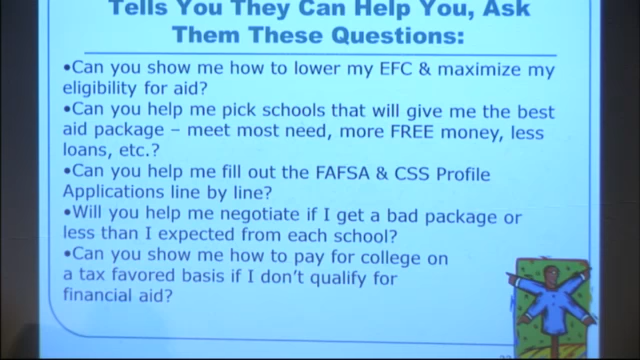 Tells You They Can Help You, Ask
Them These Questions:
•Can you show me how to lower my EFC & maximize my
eligibility for aid?
•Can you help me pick schools that will give me the best
aid package – meet most need, more FREE money, less
loans, etc.?
•Can you help me fill out the FAFSA & CSS Profile
Applications line by line?
•Will you help me negotiate if I get a bad package or
less than I expected from each school?
•Can you show me how to pay for college on
a tax favored basis if I don't qualify for
financial aid?